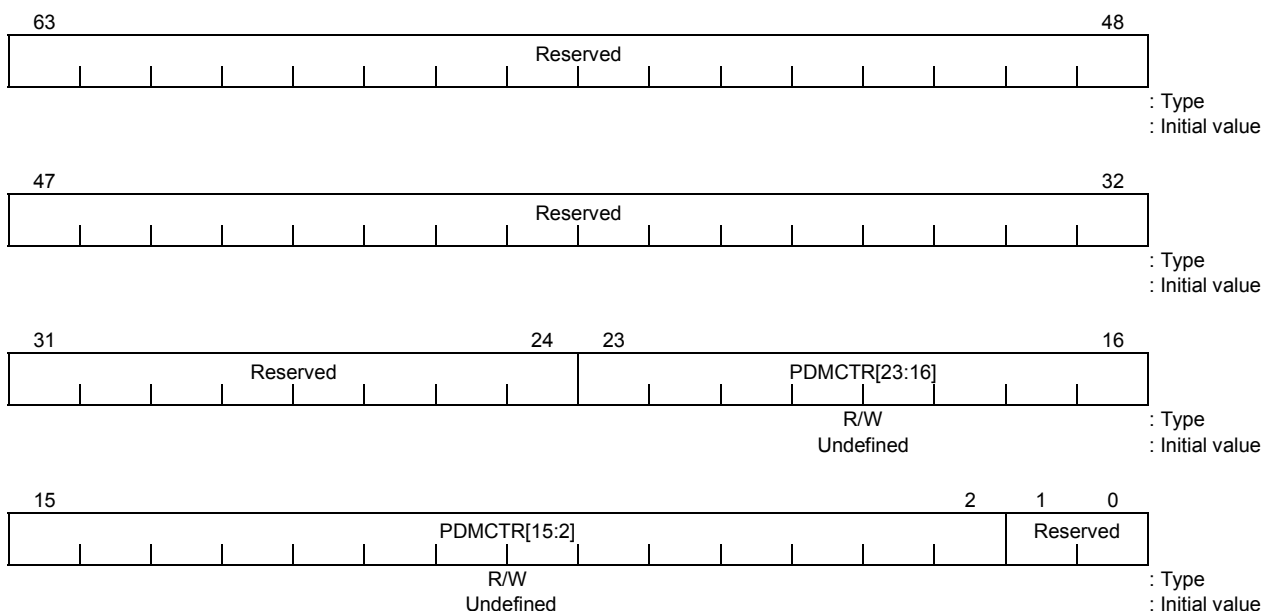 63 48
Reserved
: Type
: Initial value
47 32
Reserved
: Type
: Initial value
31 24 23 16
Reserved PDMCTR[23:16]
R/W : Type
Undefined : Initial value
15 2 1 0
PDMCTR[15:2] Reserved
R/W : Type
Undefined : Initial value